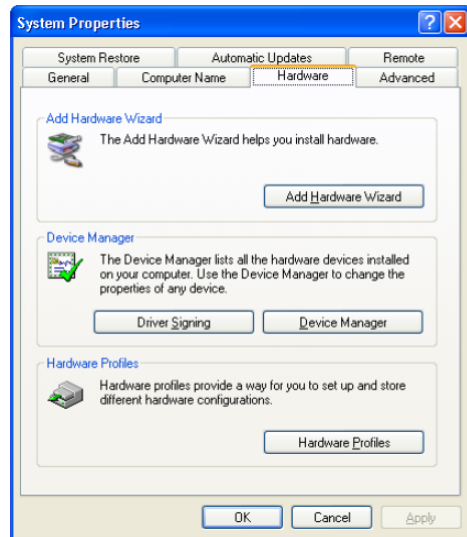 System Properties
System Restore Automatic Updates Remote
General Computer Name Hardware Advanced
Add Hardware Wizard
The Add Hardware Wizard helps you install hardware.
Add Hardware Wizard
Device Manager
The Device Manager lists all the hardware devices installed
on your computer. Use the Device Manager to change the
properties of any device.
Driver Signing Device Manager
Hardware Profiles
Hardware profiles provide a way for you to set up and store
different hardware configurations.
Hardware Profiles
OK Cancel Apply